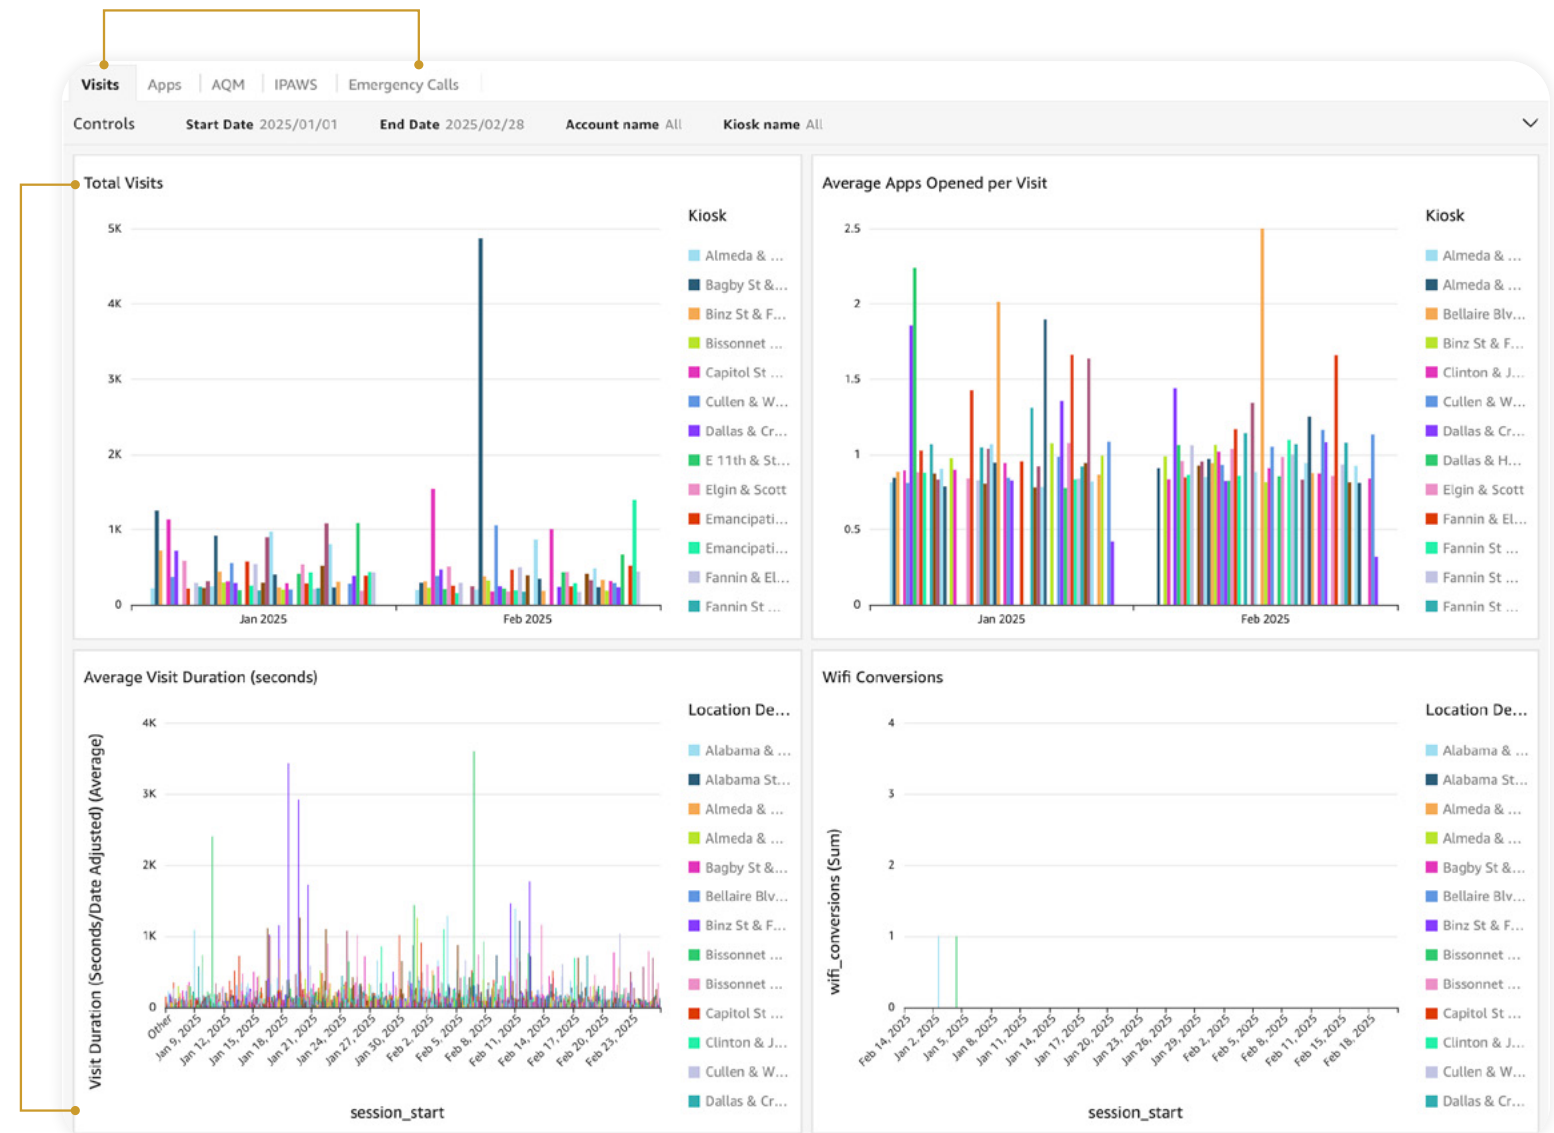 Visits Apps AQM IPAWS Emergency Calls
Controls Start Date 2025/01/01 End Date 2025/02/28 Account name All Kiosk name All
Total Visits
5K
4K
3K
2K
1K
0
Jan 2025 Feb 2025
Kiosk
Almeda & ...
Bagby St &...
Binz St & F...
Bissonnet ...
Capitol St ...
Cullen & W...
Dallas & Cr...
E 11th & St...
Elgin & Scott
Emancipati...
Emancipati...
Fannin & El...
Fannin St ...
Average Apps Opened per Visit
2.5
2
1.5
1
0.5
0
Jan 2025 Feb 2025
Kiosk
Almeda & ...
Almeda & ...
Bellaire Blv...
Binz St & F...
Clinton & J...
Cullen & W...
Dallas & Cr...
Dallas & H...
Elgin & Scott
Fannin & El...
Fannin St ...
Fannin St ...
Fannin St ...
Average Visit Duration (seconds)
Visit Duration (Seconds/Date Adjusted) (Average)
4K
3K
2K
1K
0
Other Jan 9, 2025 Jan 12, 2025 Jan 15, 2025 Jan 18, 2025 Jan 21, 2025 Jan 24, 2025 Jan 27, 2025 Jan 30, 2025 Feb 2, 2025 Feb 5, 2025 Feb 8, 2025 Feb 11, 2025 Feb 14, 2025 Feb 17, 2025 Feb 20, 2025 Feb 23, 2025
session_start
Location De...
Alabama & ...
Alabama St...
Almeda & ...
Almeda & ...
Bagby St &...
Bellaire Blv...
Binz St & F...
Bissonnet ...
Bissonnet ...
Capitol St ...
Clinton & J...
Cullen & W...
Dallas & Cr...
Wifi Conversions
wifi_conversions (Sum)
4
3
2
1
0
Feb 14, 2025 Jan 2, 2025 Jan 5, 2025 Jan 8, 2025 Jan 11, 2025 Jan 14, 2025 Jan 17, 2025 Jan 20, 2025 Jan 23, 2025 Jan 26, 2025 Jan 29, 2025 Feb 2, 2025 Feb 5, 2025 Feb 8, 2025 Feb 11, 2025 Feb 15, 2025 Feb 18, 2025
session_start
Location De...
Alabama & ...
Alabama St...
Almeda & ...
Almeda & ...
Bagby St &...
Bellaire Blv...
Binz St & F...
Bissonnet ...
Bissonnet ...
Capitol St ...
Clinton & J...
Cullen & W...
Dallas & Cr...